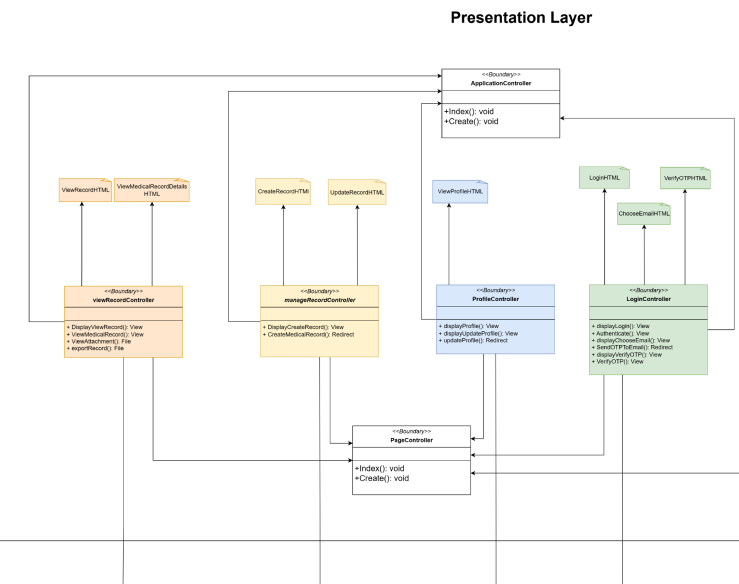 Presentation Layer
<<Boundary>>
ApplicationController
+Index(): void
+Create(): void
ViewRecordHTML
ViewMedicalRecordDetails
HTML
CreateRecordHTMl
UpdateRecordHTML
ViewProfileHTML
LoginHTML
ChooseEmailHTML
VerifyOTPHTML
<<Boundary>>
viewRecordController
+ DisplayViewRecord(): View
+ ViewMedicalRecord(): View
+ ViewAttachment(): File
+ exportRecord(): File
<<Boundary>>
manageRecordController
+ DisplayCreateRecord(): View
+ CreateMedicalRecord(): Redirect
<<Boundary>>
ProfileController
+ displayProfile(): View
+ displayUpdateProfile(): View
+ updateProfile(): Redirect
<<Boundary>>
LoginController
+ displayLogin(): View
+ Authenticate(): View
+ displayChooseEmail(): View
+ SendOTPToEmail(): Redirect
+ displayVerifyOTP(): View
+ VerifyOTP(): View
<<Boundary>>
PageController
+Index(): void
+Create(): void